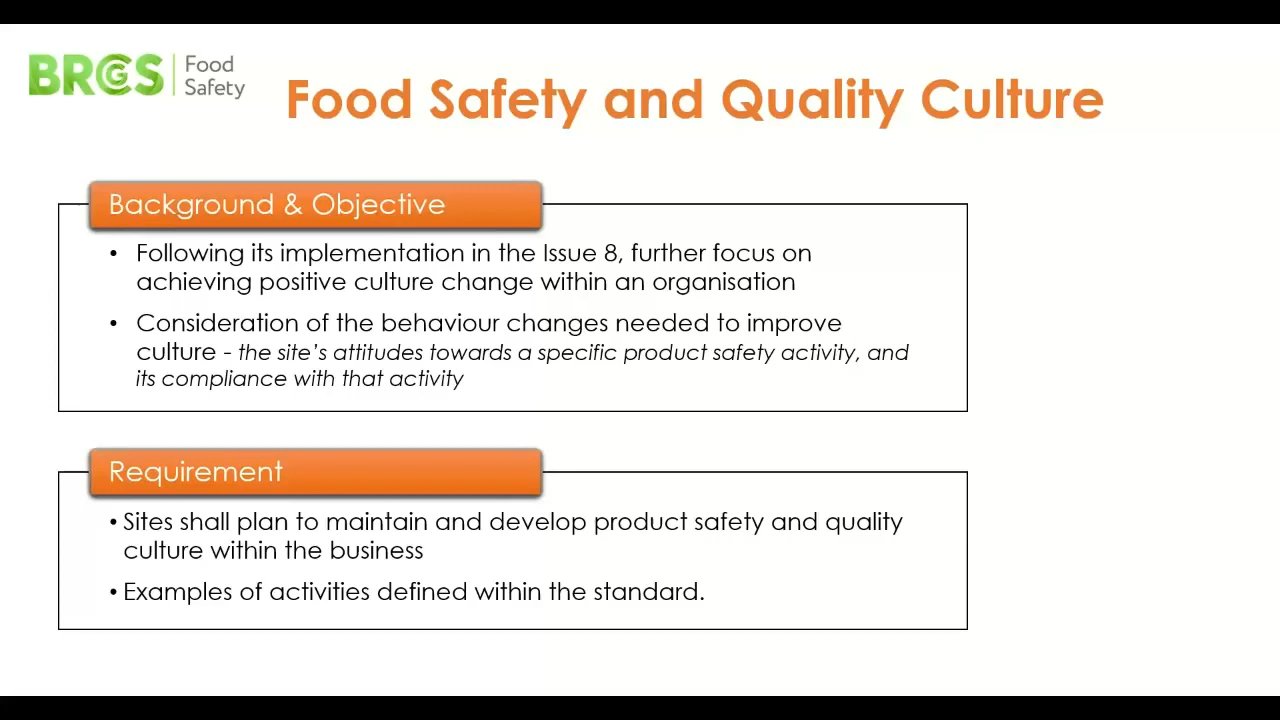 BRCGS
Food
Safety
Food Safety and Quality Culture
Background & Objective
• Following its implementation in the Issue 8, further focus on
achieving positive culture change within an organisation
• Consideration of the behaviour changes needed to improve
culture - the site's attitudes towards a specific product safety activity, and
its compliance with that activity
Requirement
• Sites shall plan to maintain and develop product safety and quality
culture within the business
• Examples of activities defined within the standard.